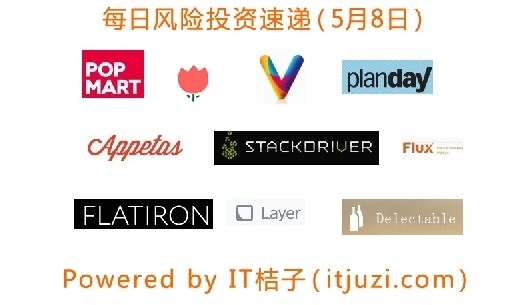 每日风险投资速递(5月8日)
POP
MART
planday
Appetas
STACKDRIVER
Flux
FLATIRON
Layer
Delectable
Powered by IT桔子(itjuzi.com)